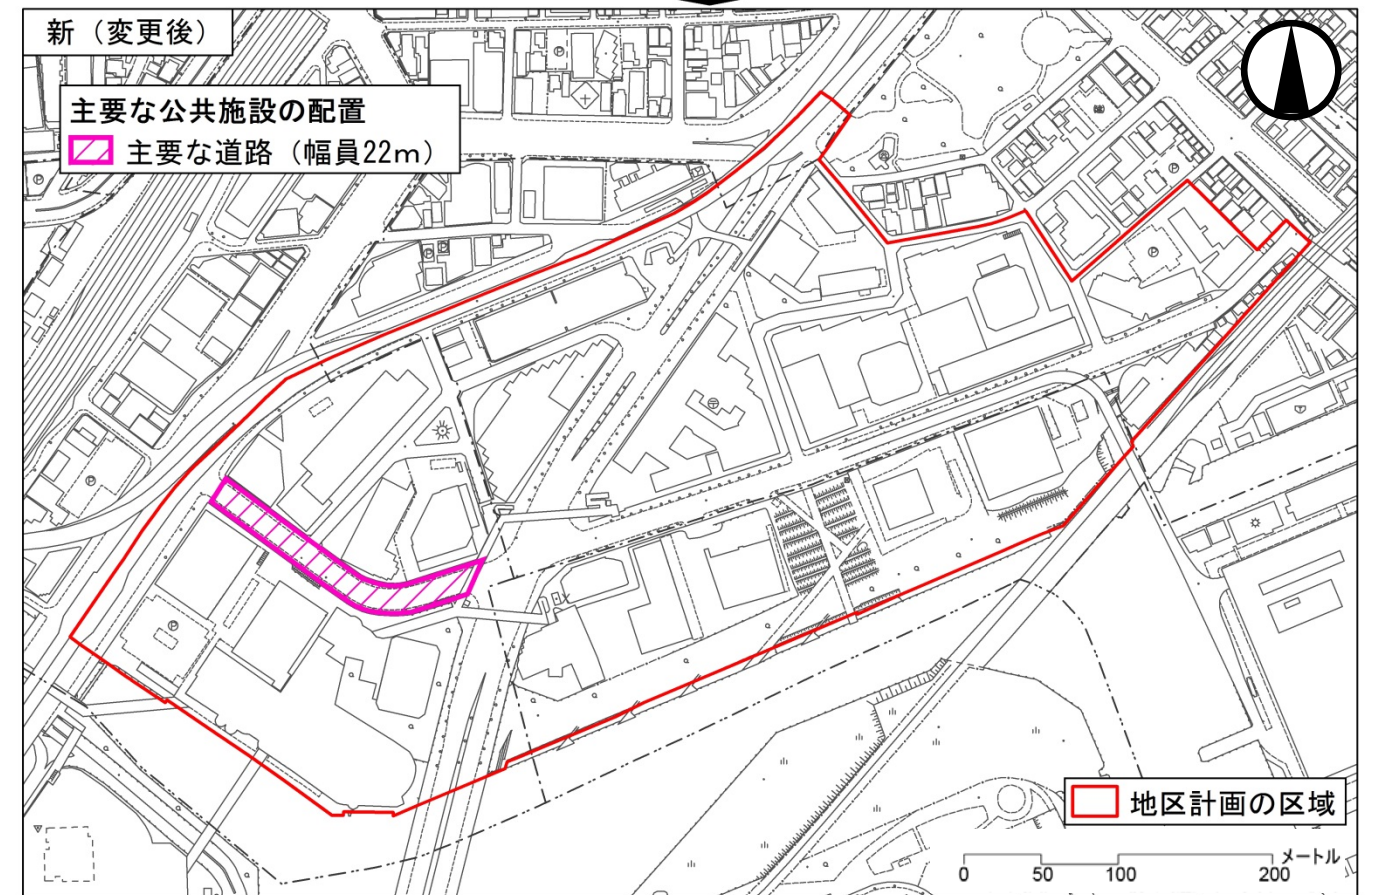 新（変更後）
主要な公共施設の配置
主要な道路（幅員22m）
地区計画の区域
メートル
0 50 100 200